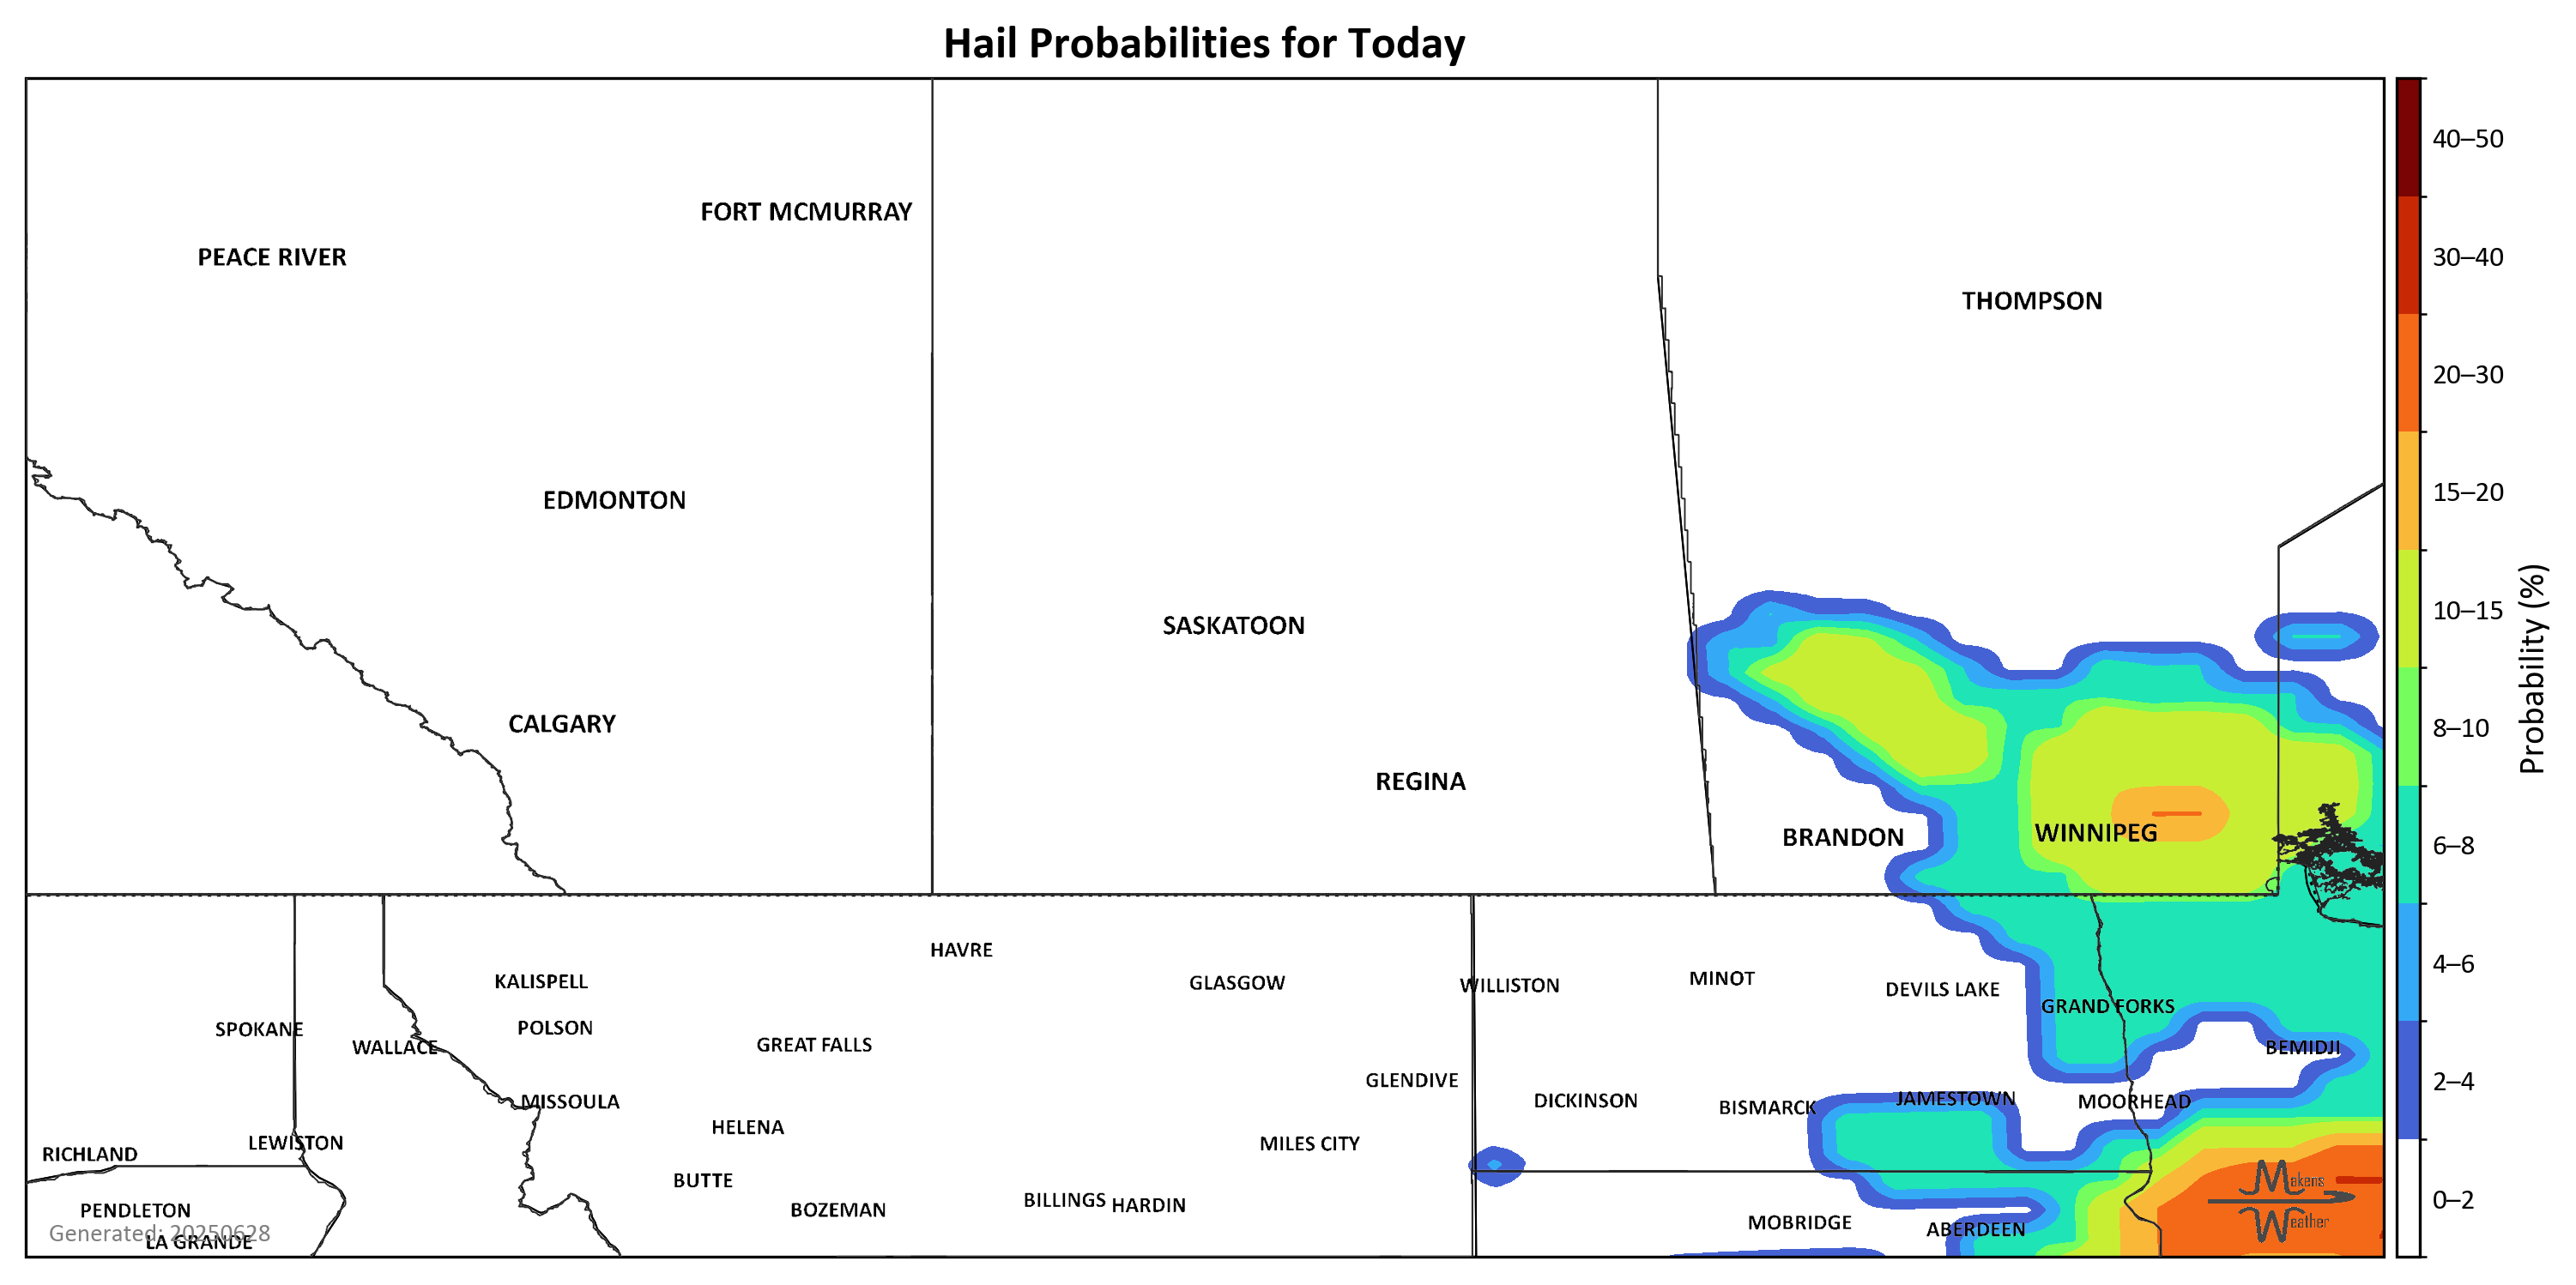 Hail Probabilities for Today
FORT MCMURRAY
PEACE RIVER
THOMPSON
EDMONTON
SASKATOON
CALGARY
REGINA
BRANDON
WINNIPEG
HAVRE
KALISPELL
GLASGOW
WILLISTON
MINOT
DEVILS LAKE
GRAND FORKS
SPOKANE
POLSON
WALLACE
GREAT FALLS
BEMIDJI
GLENDIVE
MISSOULA
DICKINSON
BISMARCK
JAMESTOWN
MOORHEAD
HELENA
LEWISTON
MILES CITY
RICHLAND
BUTTE
BILLINGS
HARDIN
PENDLETON
BOZEMAN
MOBRIDGE
ABERDEEN
Generated: 20250628
LA GRANDE
Makens
Weather
40–50
30–40
20–30
15–20
10–15
8–10
6–8
4–6
2–4
0–2
Probability (%)